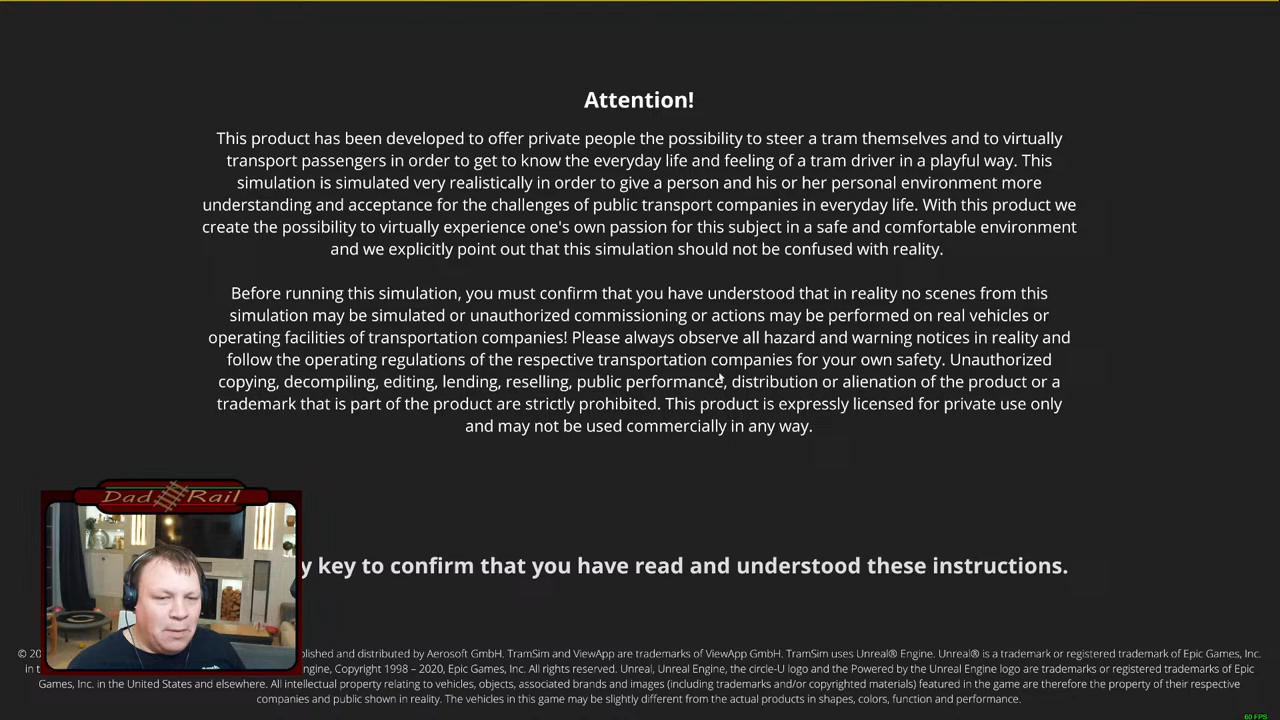 Attention!
This product has been developed to offer private people the possibility to steer a tram themselves and to virtually
transport passengers in order to get to know the everyday life and feeling of a tram driver in a playful way. This
simulation is simulated very realistically in order to give a person and his or her personal environment more
understanding and acceptance for the challenges of public transport companies in everyday life. With this product we
create the possibility to virtually experience one's own passion for this subject in a safe and comfortable environment
and we explicitly point out that this simulation should not be confused with reality.
Before running this simulation, you must confirm that you have understood that in reality no scenes from this
simulation may be simulated or unauthorized commissioning or actions may be performed on real vehicles or
operating facilities of transportation companies! Please always observe all hazard and warning notices in reality and
follow the operating regulations of the respective transportation companies for your own safety. Unauthorized
copying, decompiling, editing, lending, reselling, public performance, distribution or alienation of the product or a
trademark that is part of the product are strictly prohibited. This product is expressly licensed for private use only
and may not be used commercially in any way.
Dad Rail
y key to confirm that you have read and understood these instructions.
© 20 blished and distributed by Aerosoft GmbH. TramSim and ViewApp are trademarks of ViewApp GmbH. TramSim uses Unreal® Engine. Unreal® is a trademark or registered trademark of Epic Games, Inc.
in t ngine, Copyright 1998 – 2020, Epic Games, Inc. All rights reserved. Unreal, Unreal Engine, the circle-U logo and the Powered by the Unreal Engine logo are trademarks or registered trademarks of Epic
Games, Inc. in the United States and elsewhere. All intellectual property relating to vehicles, objects, associated brands and images (including trademarks and/or copyrighted materials) featured in the game are therefore the property of their respective
companies and public shown in reality. The vehicles in this game may be slightly different from the actual products in shapes, colors, function and performance.
60 FPS